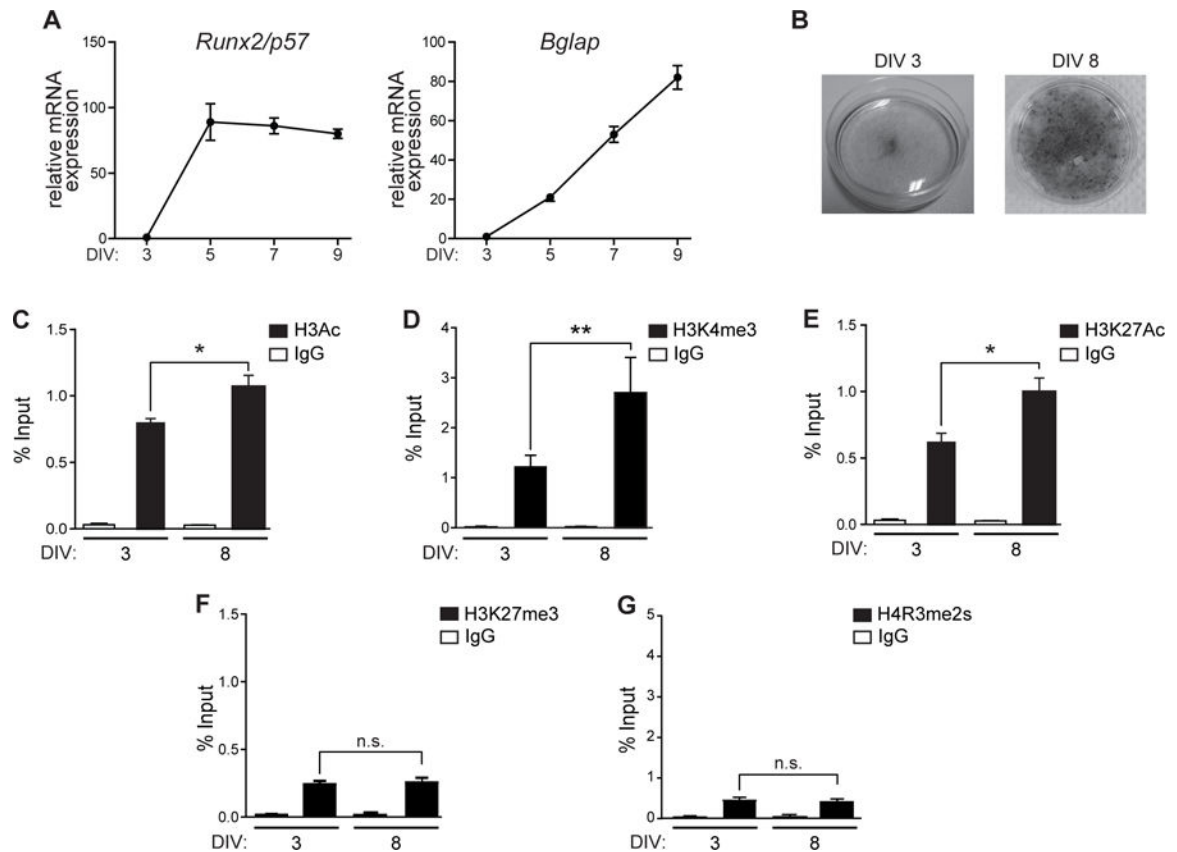 A
Runx2/p57
relative mRNA
expression
150
100
50
0
DIV: 3 5 7 9
Bglap
relative mRNA
expression
100
80
60
40
20
0
DIV: 3 5 7 9
B
DIV 3
DIV 8
C
H3Ac
IgG
*
% Input
1.5
1.0
0.5
0.0
DIV: 3 8
D
H3K4me3
IgG
**
% Input
4
3
2
1
0
DIV: 3 8
E
H3K27Ac
IgG
*
% Input
1.5
1.0
0.5
0.0
DIV: 3 8
F
H3K27me3
IgG
n.s.
% Input
1.5
1.0
0.5
0.0
DIV: 3 8
G
H4R3me2s
IgG
n.s.
% Input
5
4
3
2
1
0
DIV: 3 8